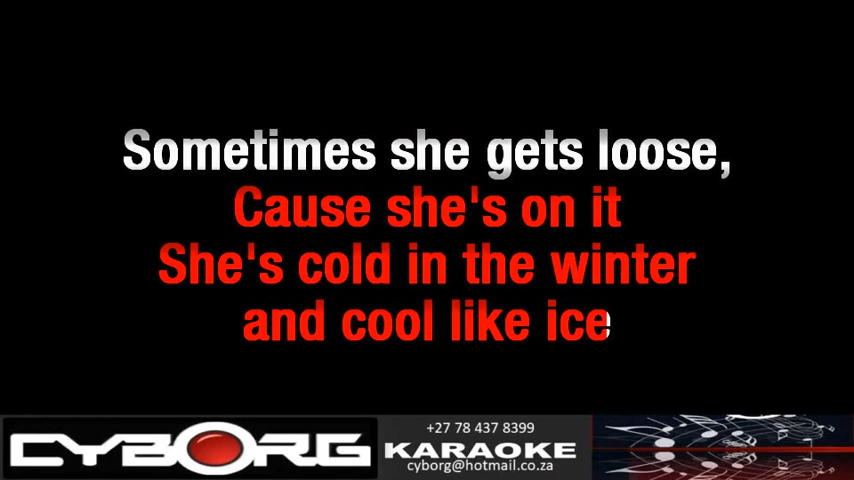 Sometimes she gets loose,
Cause she's on it
She's cold in the winter
and cool like ice
CYBORG
+27 78 437 8399
KARAOKE
cyborg@hotmail.co.za